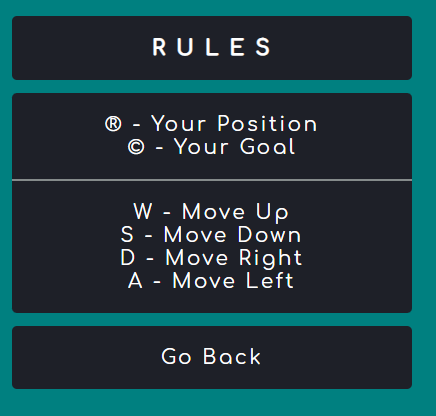 RULES
® - Your Position
© - Your Goal
W - Move Up
S - Move Down
D - Move Right
A - Move Left
Go Back